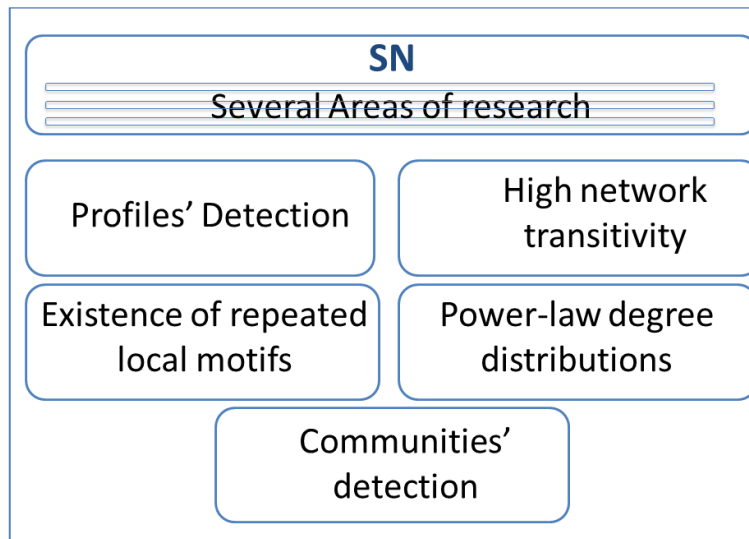 SN
Several Areas of research
Profiles’ Detection
High network
transitivity
Existence of repeated
local motifs
Power-law degree
distributions
Communities’
detection